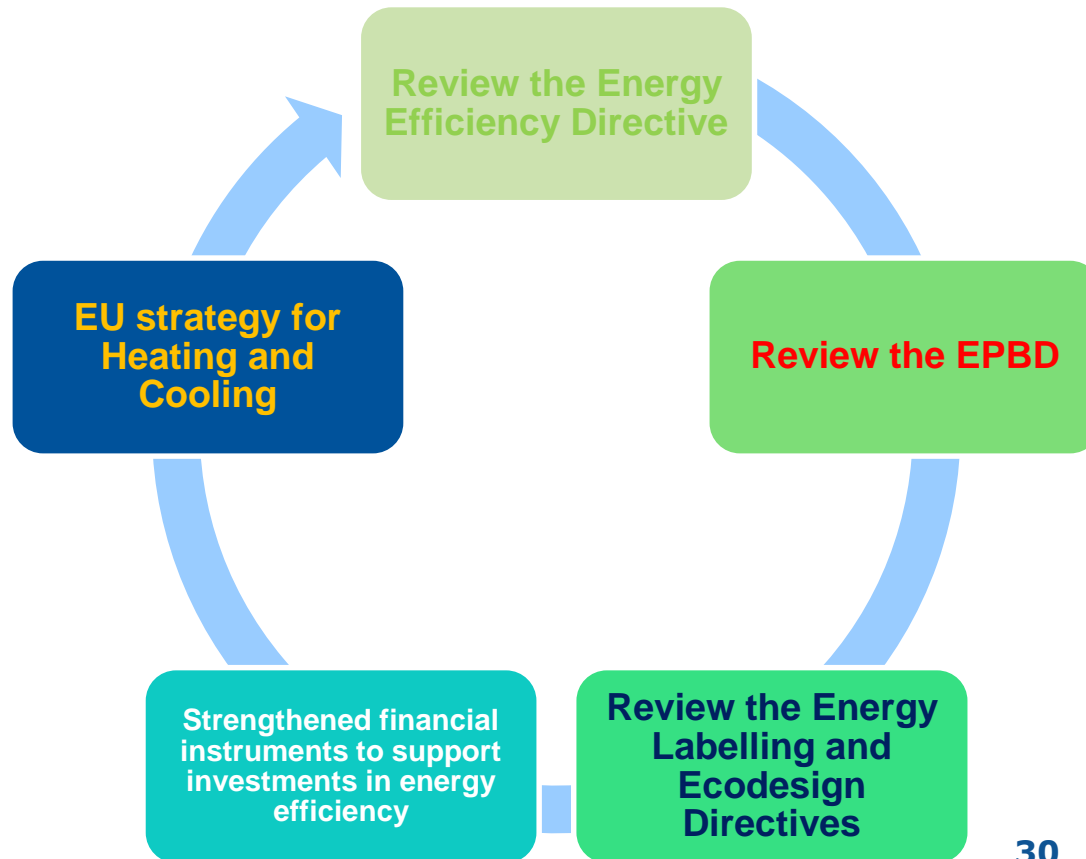 Review the Energy
Efficiency Directive
EU strategy for
Heating and
Cooling
Review the EPBD
Strengthened financial
instruments to support
investments in energy
efficiency
Review the Energy
Labelling and
Ecodesign
Directives
30